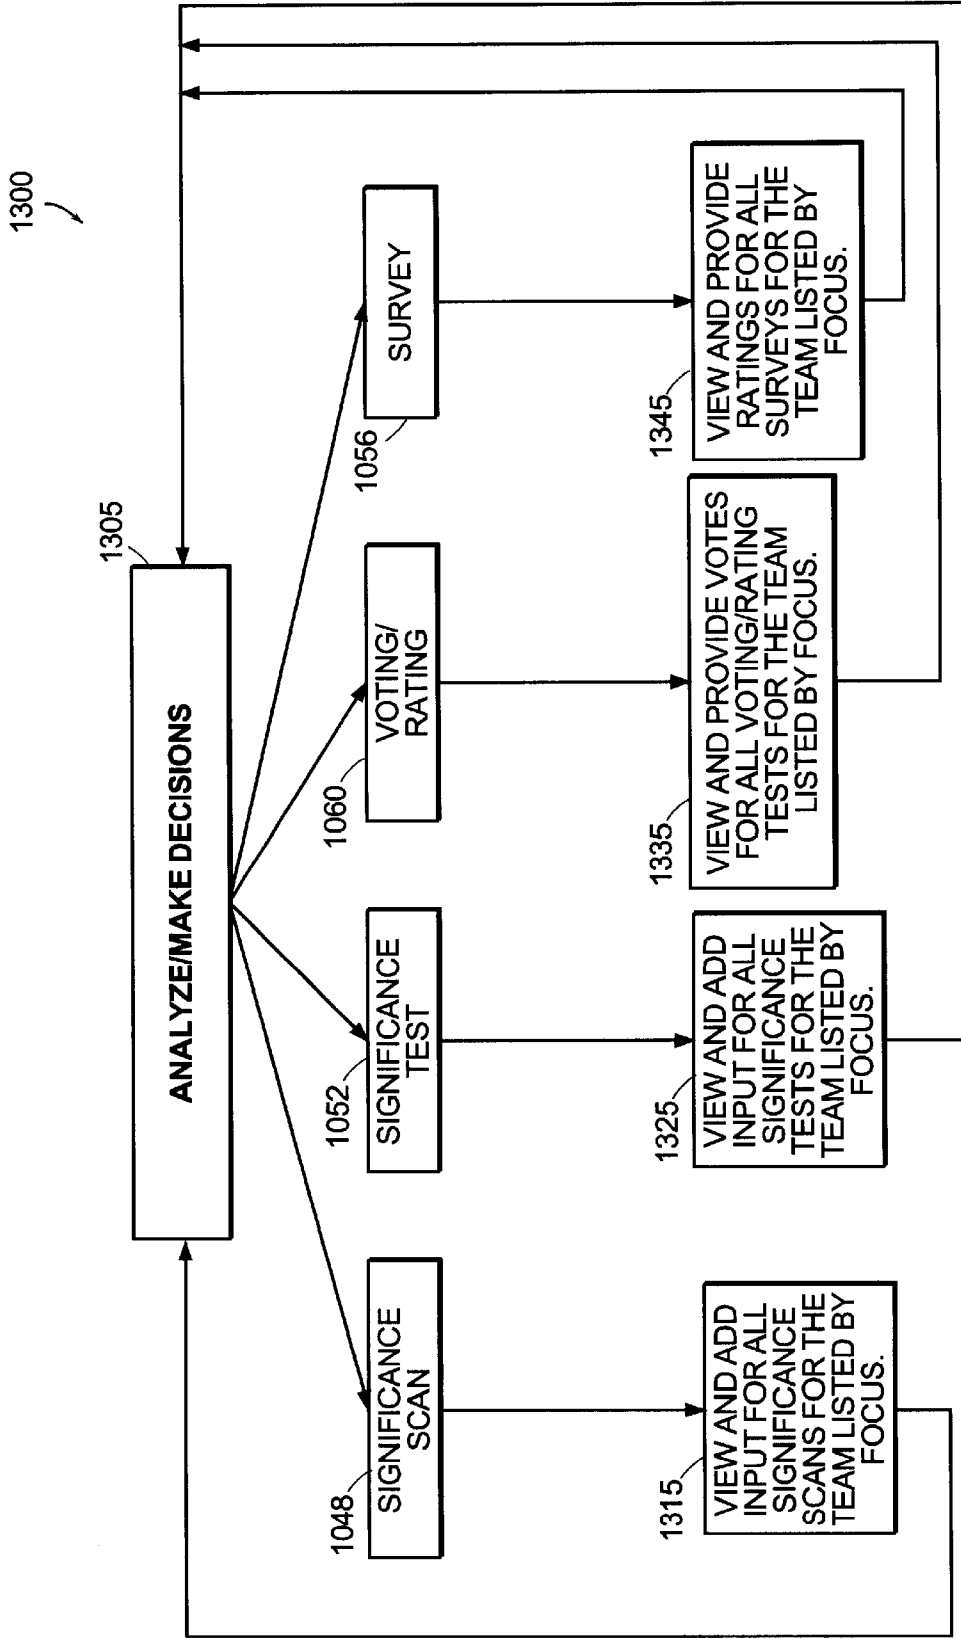 1300
1305
ANALYZE/MAKE DECISIONS
1048
SIGNIFICANCE
SCAN
1052
SIGNIFICANCE
TEST
1060
VOTING/
RATING
1056
SURVEY
1315
VIEW AND ADD
INPUT FOR ALL
SIGNIFICANCE
SCANS FOR THE
TEAM LISTED BY
FOCUS.
1325
VIEW AND ADD
INPUT FOR ALL
SIGNIFICANCE
TESTS FOR THE
TEAM LISTED BY
FOCUS.
1335
VIEW AND PROVIDE VOTES
FOR ALL VOTING/RATING
TESTS FOR THE TEAM
LISTED BY FOCUS.
1345
VIEW AND PROVIDE
RATINGS FOR ALL
SURVEYS FOR THE
TEAM LISTED BY
FOCUS.